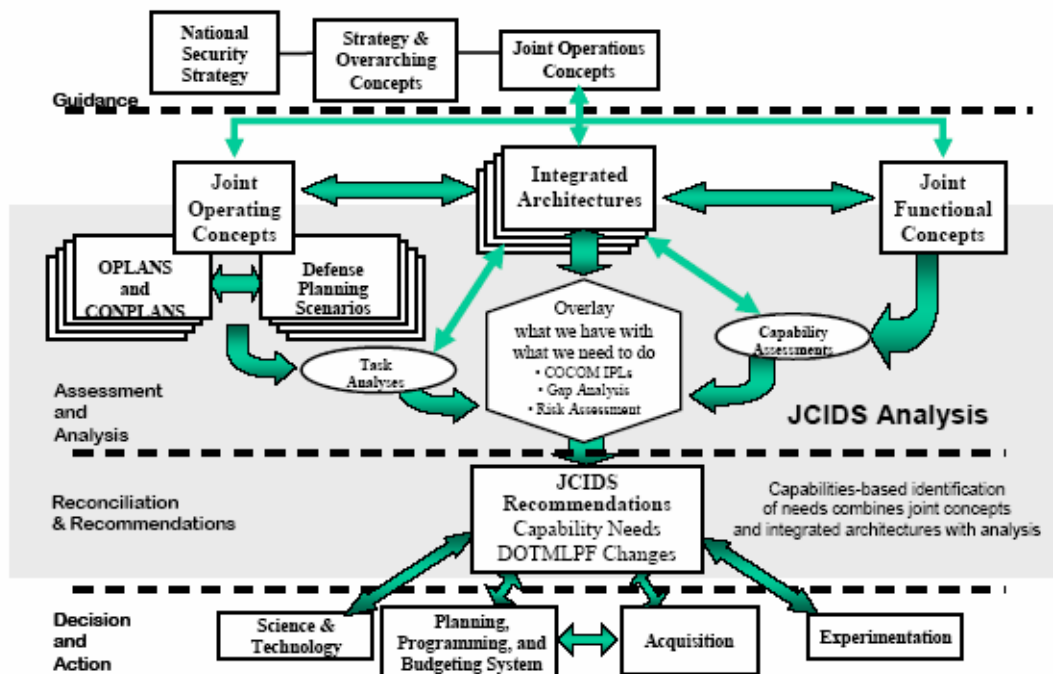 National
Security
Strategy
Strategy &
Overarching
Concepts
Joint Operations
Concepts
Guidance
Joint
Operating
Concepts
Integrated
Architectures
Joint
Functional
Concepts
OPLANS
and
CONPLANS
Defense
Planning
Scenarios
Overlay
what we have with
what we need to do
• COCOM IPLs
• Gap Analysis
• Risk Assessment
Task
Analyses
Capability
Assessments
Assessment
and
Analysis
JCIDS Analysis
Reconciliation
& Recommendations
JCIDS
Recommendations
Capability Needs
DOTMLPF Changes
Capabilities-based identification
of needs combines joint concepts
and integrated architectures with analysis
Decision
and
Action
Science &
Technology
Planning,
Programming, and
Budgeting System
Acquisition
Experimentation